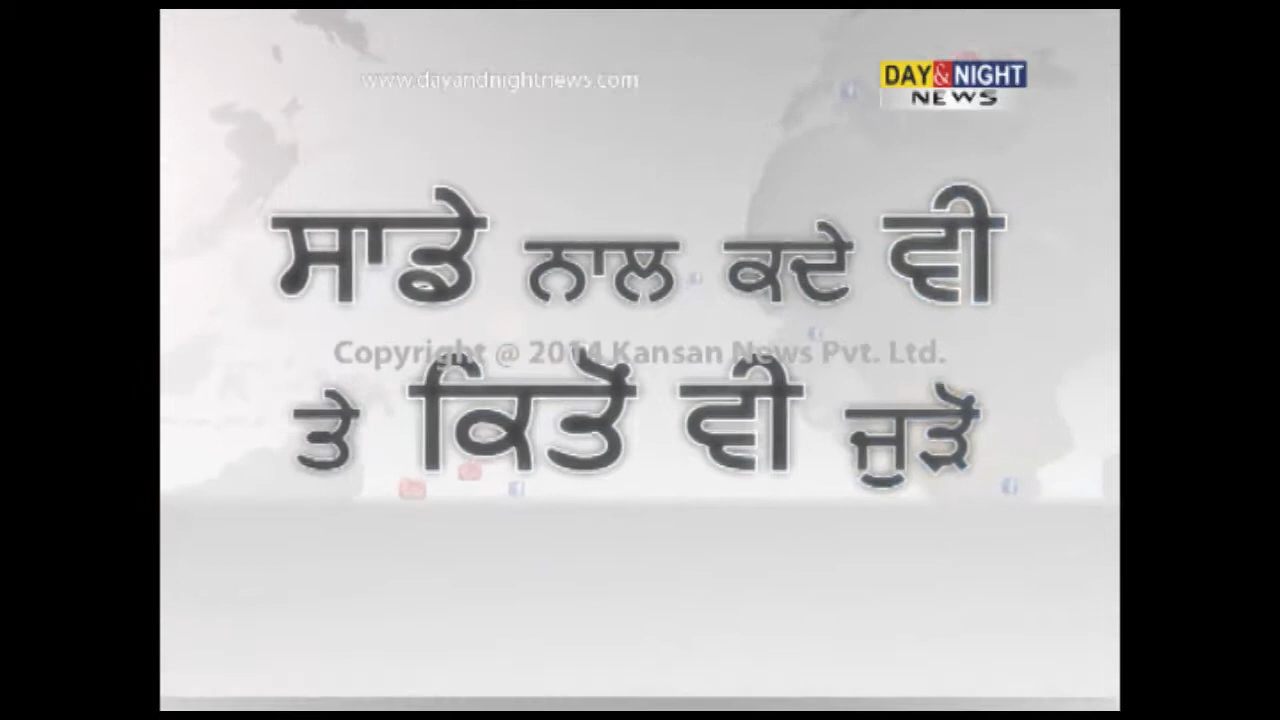 www.dayandnightnews.com
DAY&NIGHT
NEWS
ਸਾਡੇ ਨਾਲ ਕਦੇ ਵੀ
Copyright @ 2014 Kansan News Pvt. Ltd.
ਤੇ ਕਿਤੋਂ ਵੀ ਜੁੜੋਂ